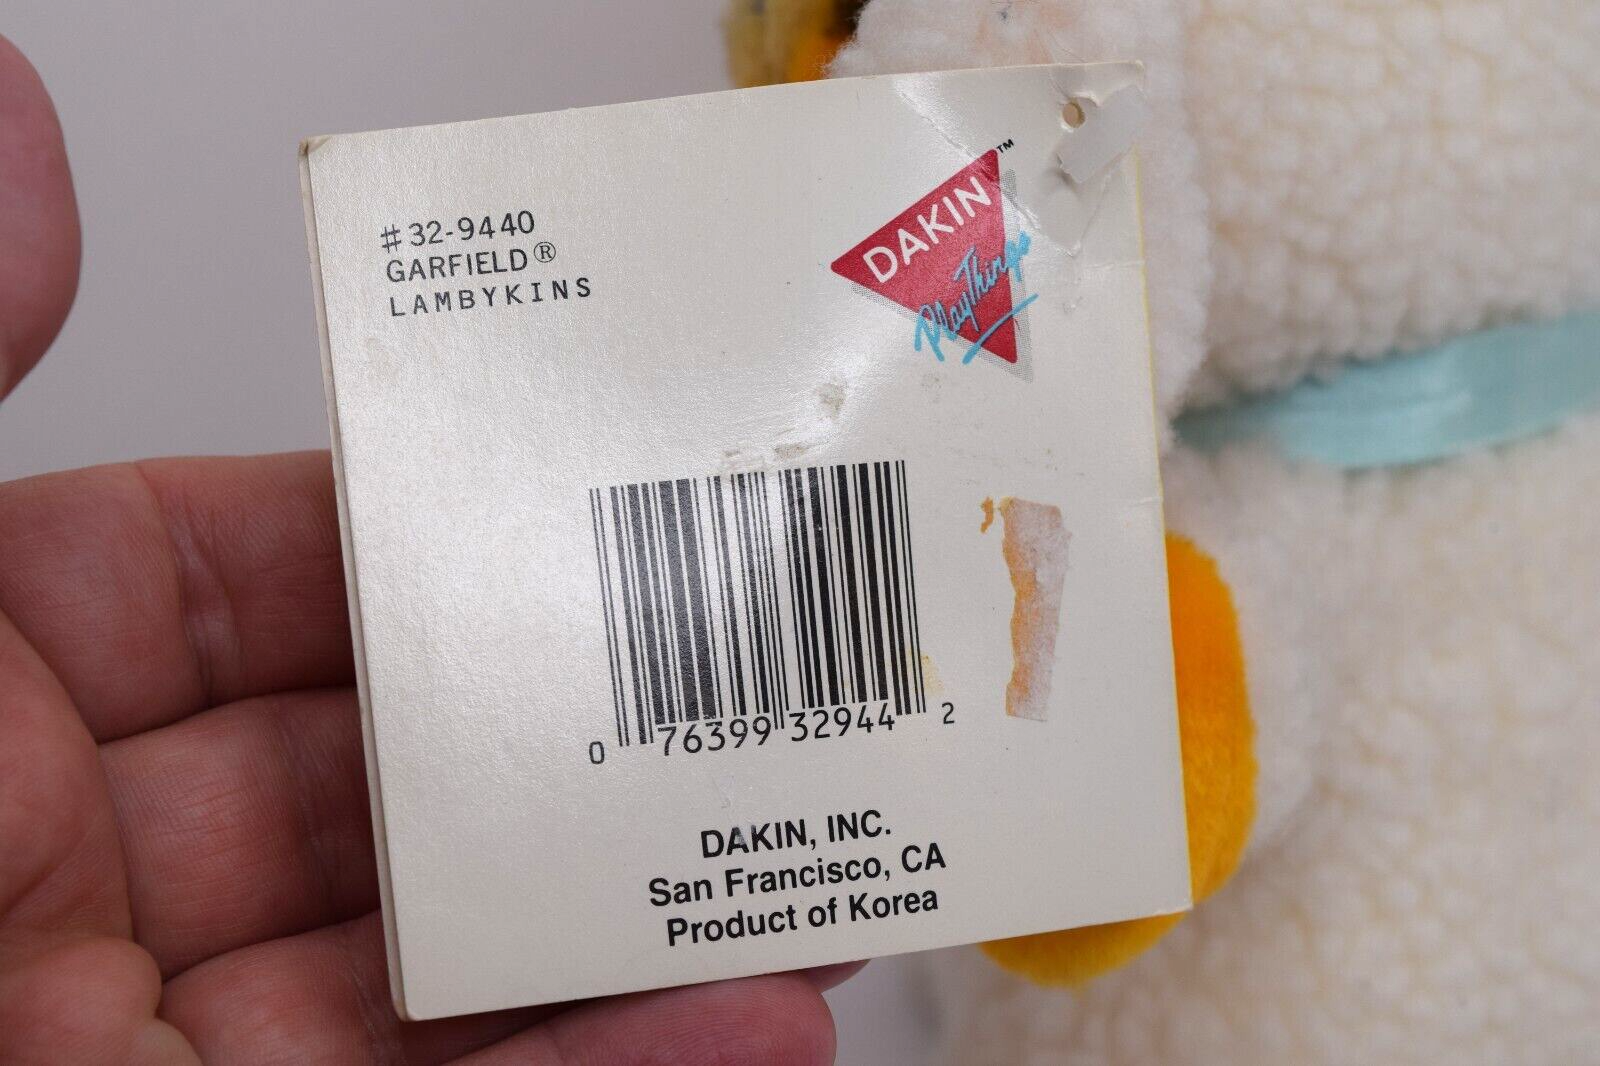 #32-9440
GARFIELD®
LAMBYKINS
DAKIN™
PlayThings
0 76399 32944 2
DAKIN, INC.
San Francisco, CA
Product of Korea